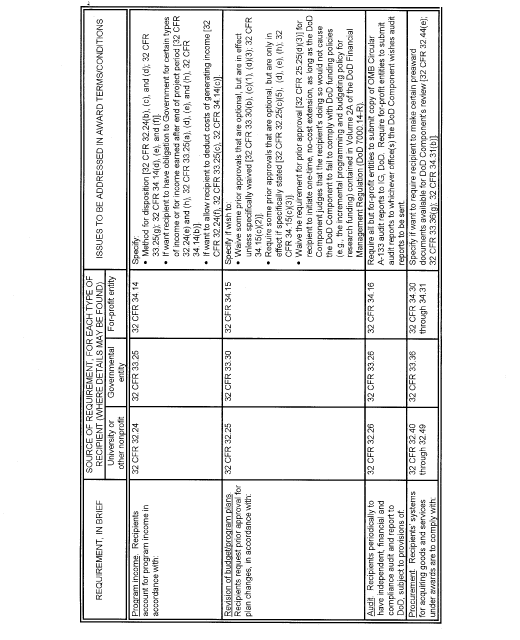 REQUIREMENT, IN BRIEF
SOURCE OF REQUIREMENT, FOR EACH TYPE OF
RECIPIENT (WHERE DETAILS MAY BE FOUND).
University or
other nonprofit
Governmental
entity
For-profit entity
ISSUES TO BE ADDRESSED IN AWARD TERMS/CONDITIONS
Program income. Recipients
account for program income in
accordance with:
32 CFR 32.24
32 CFR 33.25
32 CFR 34.14
Specify
• Method for disposition [32 CFR 32.24(b), (c), and (d); 32 CFR
33.25(g); 32 CFR 34.14(d), (e), and (f)].
• If want recipient to have obligation to Government for certain types
of income or for income earned after end of project period [32 CFR
32.24(e) and (h); 32 CFR 33.25(a), (d), (e), and (h); 32 CFR
34.14(b)].
• If want to allow recipient to deduct costs of generating income [32
CFR 32.24(f); 32 CFR 33.25(c); 32 CFR 34.14(c)].
Revision of budget/program plans
Recipients request prior approval for
plan changes, in accordance with:
32 CFR 32.25
32 CFR 33.30
32 CFR 34.15
Specify if wish to:
• Waive some prior approvals that are optional, but are in effect
unless specifically waived [32 CFR 33.30(b), (c)(1), (d)(3); 32 CFR
34.15(c)(2)].
• Require some prior approvals that are optional, but are only in
effect if specifically stated [32 CFR 32.25(c)(5), (d), (e), (h); 32
CFR 34.15(c)(3)]
• Waive the requirement for prior approval [32 CFR 25.25(d)(3)] for
recipient to initiate one-time, no-cost extension, as long as the DoD
Component judges that the recipient's doing so would not cause
the DoD Component to fail to comply with DoD funding policies
(e.g., the incremental programming and budgeting policy for
research funding) contained in Volume 2A of the DoD Financial
Management Regulation (DoD 7000.14-R).
Audit. Recipients periodically to
have independent, financial and
compliance audit and report to
DoD, subject to provisions of:
32 CFR 32.26
32 CFR 33.26
32 CFR 34.16
Require all but for-profit entities to submit copy of OMB Circular
A-133 audit reports to IG, DoD. Require for-profit entities to submit
audit reports to whichever office(s) the DoD Component wishes audit
reports to be sent.
Procurement. Recipients' systems
for acquiring goods and services
under awards are to comply with:
32 CFR 32.40
through 32.49
32 CFR 33.36
32 CFR 34.30
through 34.31
Specify if want to require recipient to make certain preaward
documents available for DoD Component's review [32 CFR 32.44(e);
32 CFR 33.36(g); 32 CFR 34.31(b)].